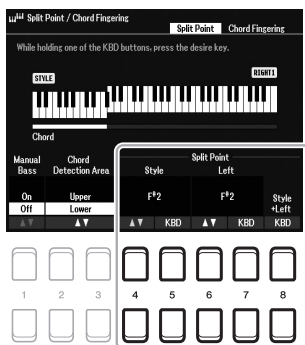 Split Point / Chord Fingering
Split Point Chord Fingering
While holding one of the KBD buttons, press the desire key.
STYLE RIGHT1
Chord
Split Point
Manual Bass Chord Detection Area Style Left
On Upper F#2 F#2 Style +Left
Off Lower
▲▼ ▲▼ ▲▼ KBD ▲▼ KBD KBD
1 2 3 4 5 6 7 8